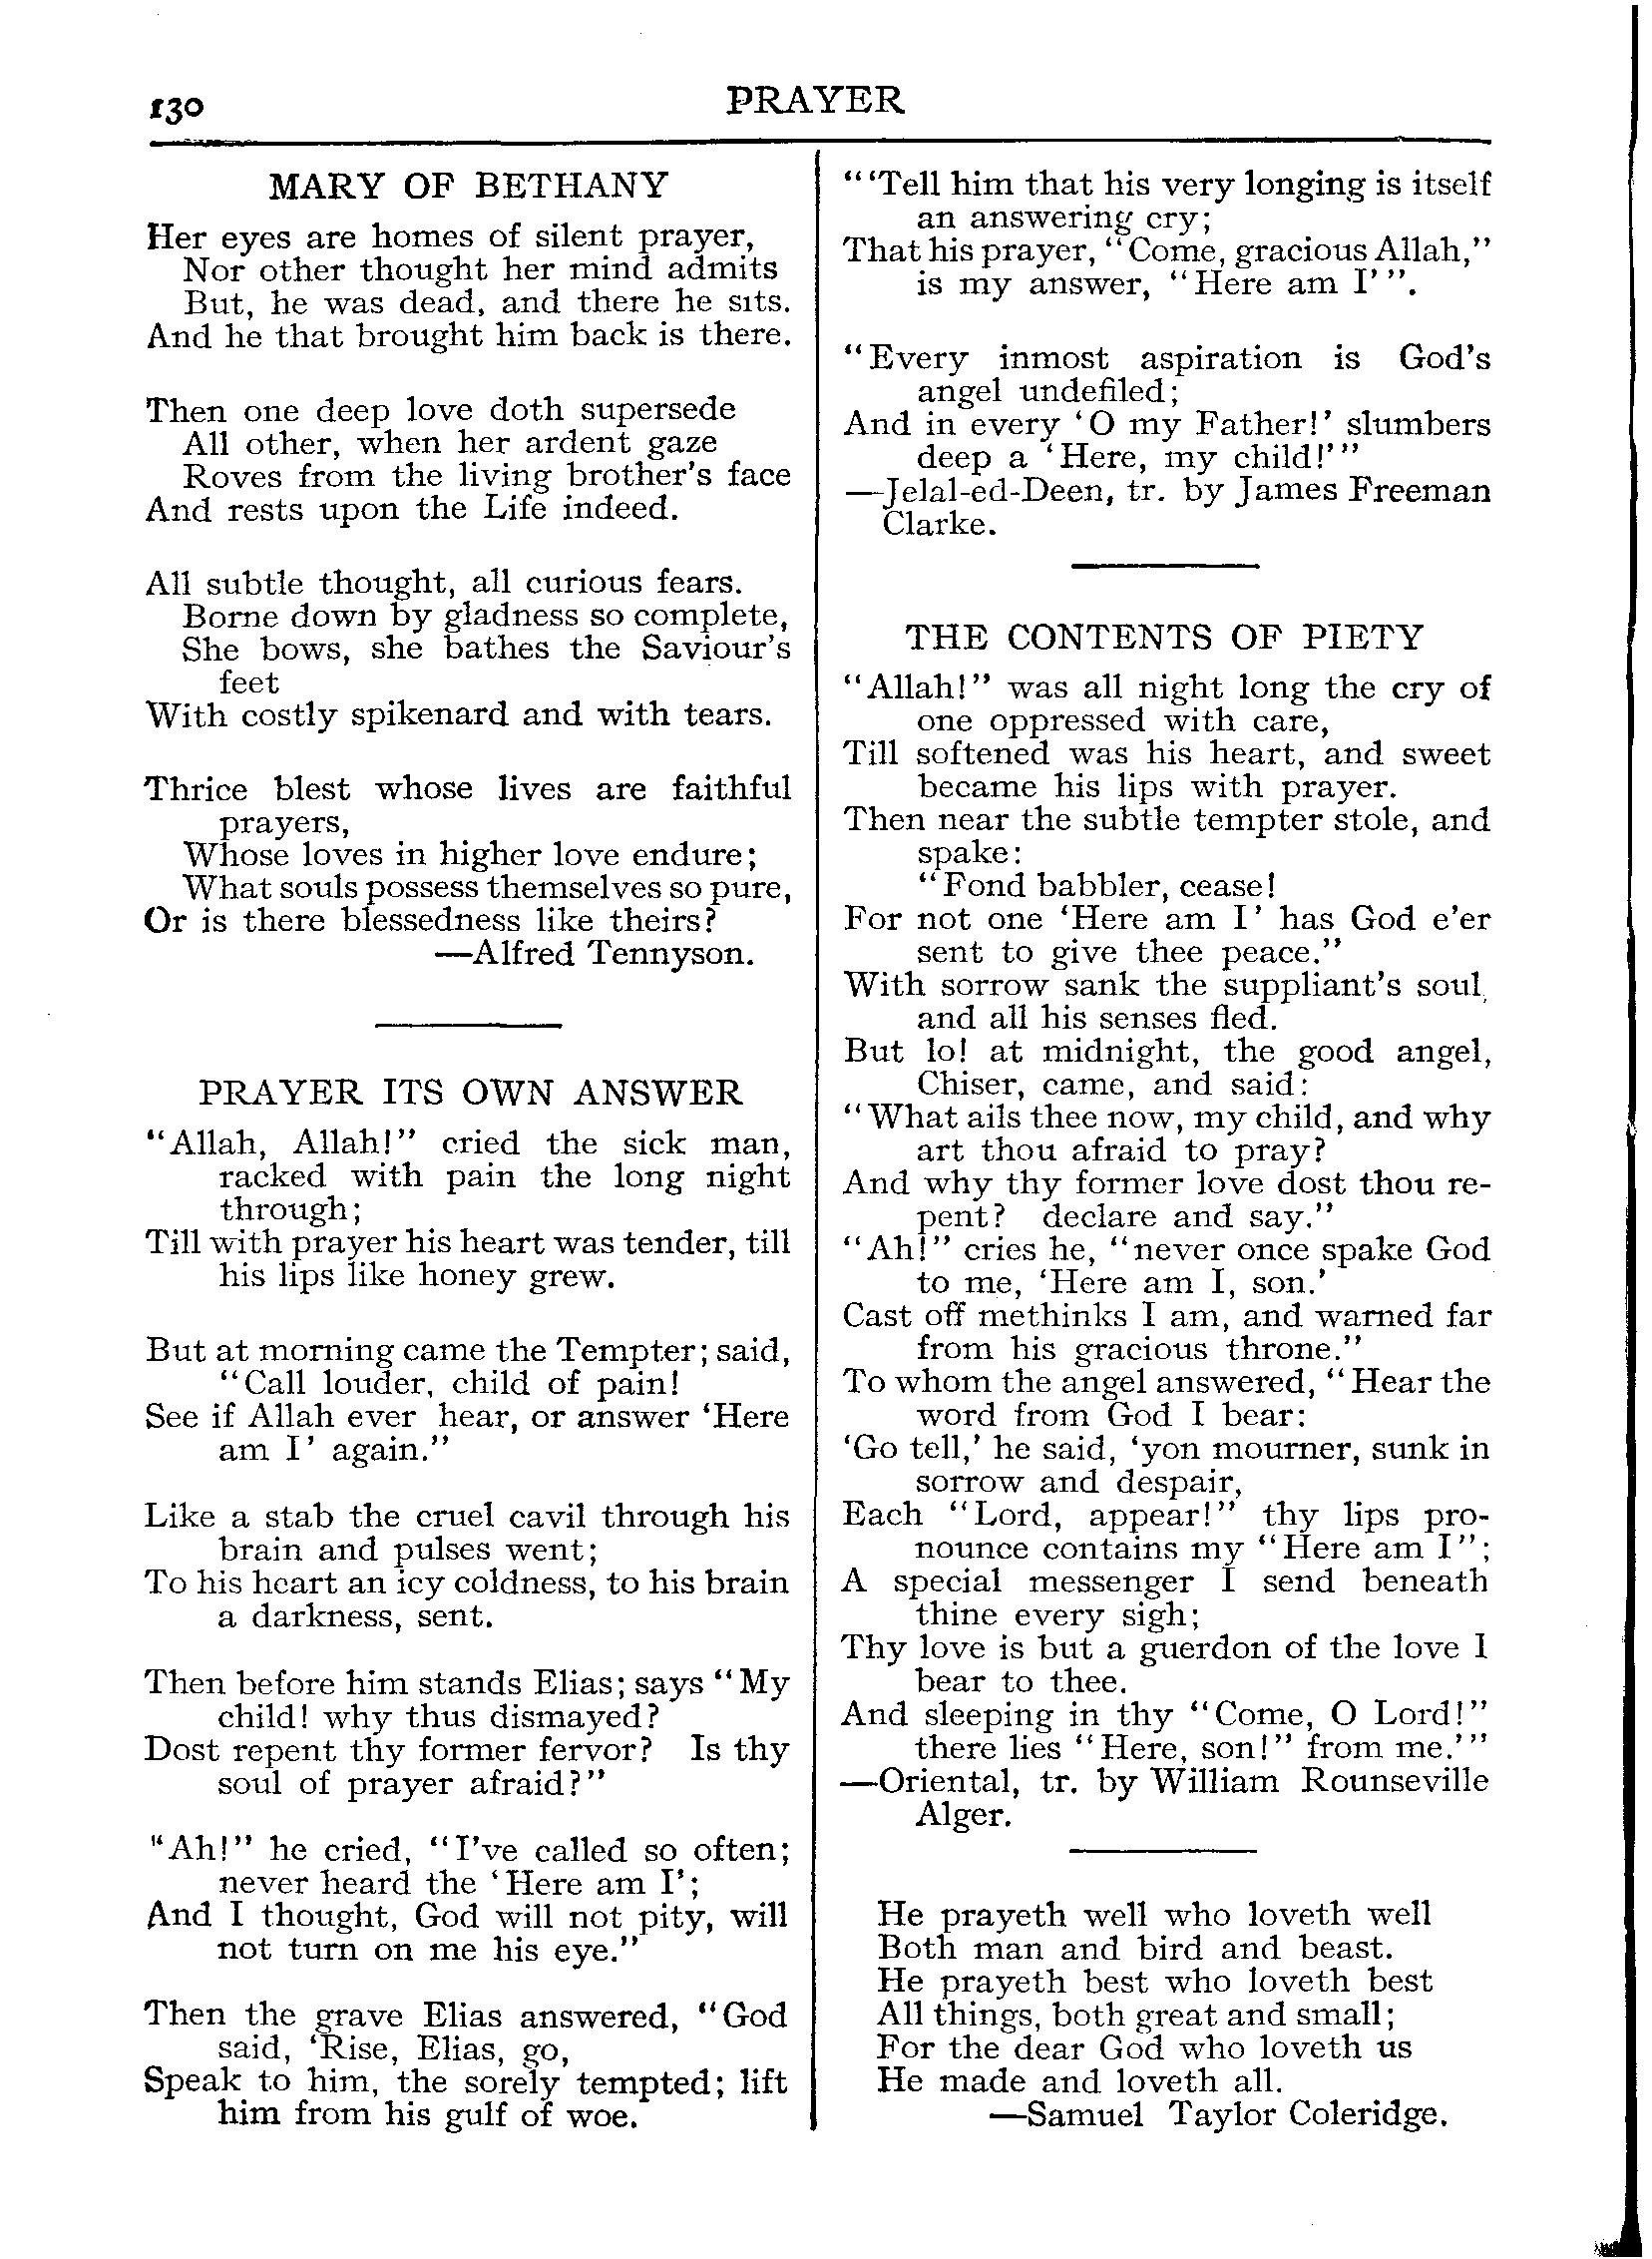 130
PRAYER
MARY OF BETHANY
Her eyes are homes of silent prayer,
Nor other thought her mind admits
But, he was dead, and there he sits.
And he that brought him back is there.
Then one deep love doth supersede
All other, when her ardent gaze
Roves from the living brother's face
And rests upon the Life indeed.
All subtle thought, all curious fears.
Borne down by gladness so complete,
She bows, she bathes the Saviour's
feet
With costly spikenard and with tears.
Thrice blest whose lives are faithful
prayers,
Whose loves in higher love endure;
What souls possess themselves so pure,
Or is there blessedness like theirs?
—Alfred Tennyson.
PRAYER ITS OWN ANSWER
"Allah, Allah!" cried the sick man,
racked with pain the long night
through;
Till with prayer his heart was tender, till
his lips like honey grew.
But at morning came the Tempter; said,
"Call louder, child of pain!
See if Allah ever hear, or answer 'Here
am I' again."
Like a stab the cruel cavil through his
brain and pulses went;
To his heart an icy coldness, to his brain
a darkness, sent.
Then before him stands Elias; says "My
child! why thus dismayed?
Dost repent thy former fervor? Is thy
soul of prayer afraid?"
"Ah!" he cried, "I've called so often;
never heard the 'Here am I';
And I thought, God will not pity, will
not turn on me his eye."
Then the grave Elias answered, "God
said, 'Rise, Elias, go,
Speak to him, the sorely tempted; lift
him from his gulf of woe.
"'Tell him that his very longing is itself
an answering cry;
That his prayer, "Come, gracious Allah,"
is my answer, "Here am I'".
"Every inmost aspiration is God's
angel undefiled;
And in every 'O my Father!' slumbers
deep a 'Here, my child!'"
—Jelal-ed-Deen, tr. by James Freeman
Clarke.
THE CONTENTS OF PIETY
"Allah!" was all night long the cry of
one oppressed with care,
Till softened was his heart, and sweet
became his lips with prayer.
Then near the subtle tempter stole, and
spake:
"Fond babbler, cease!
For not one 'Here am I' has God e'er
sent to give thee peace."
With sorrow sank the suppliant's soul,
and all his senses fled.
But lo! at midnight, the good angel,
Chiser, came, and said:
"What ails thee now, my child, and why
art thou afraid to pray?
And why thy former love dost thou re-
pent? declare and say."
"Ah!" cries he, "never once spake God
to me, 'Here am I, son.'
Cast off methinks I am, and warned far
from his gracious throne."
To whom the angel answered, "Hear the
word from God I bear:
'Go tell,' he said, 'yon mourner, sunk in
sorrow and despair,
Each "Lord, appear!" thy lips pro-
nounce contains my "Here am I";
A special messenger I send beneath
thine every sigh;
Thy love is but a guerdon of the love I
bear to thee.
And sleeping in thy "Come, O Lord!"
there lies "Here, son!" from me.'"
—Oriental, tr. by William Rounseville
Alger.
He prayeth well who loveth well
Both man and bird and beast.
He prayeth best who loveth best
All things, both great and small;
For the dear God who loveth us
He made and loveth all.
—Samuel Taylor Coleridge.